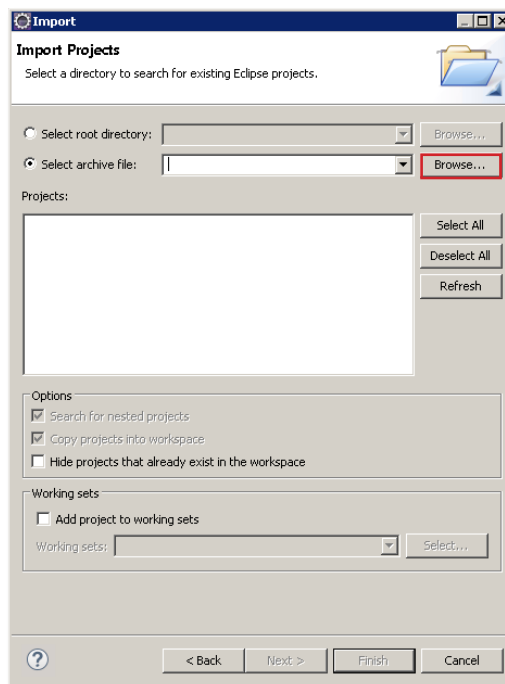 Import
Import Projects
Select a directory to search for existing Eclipse projects.
Select root directory: Browse...
Select archive file: Browse...
Projects:
Select All
Deselect All
Refresh
Options
Search for nested projects
Copy projects into workspace
Hide projects that already exist in the workspace
Working sets
Add project to working sets
Working sets: Select...
? < Back Next > Finish Cancel